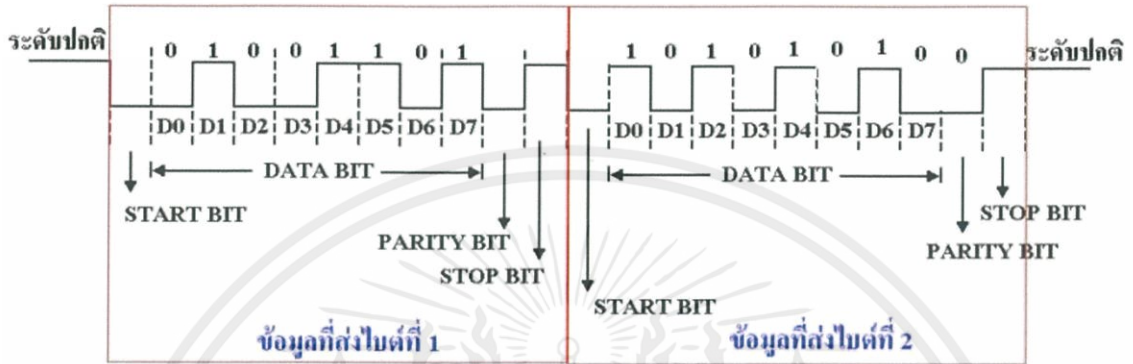 ระดับปกติ 0 1 0 0 1 1 0 1 1 0 1 0 1 0 1 0 0 ระดับปกติ
D0 D1 D2 D3 D4 D5 D6 D7 D0 D1 D2 D3 D4 D5 D6 D7
DATA BIT DATA BIT
START BIT STOP BIT
PARITY BIT PARITY BIT
STOP BIT
START BIT
ข้อมูลที่ส่งไบต์ที่ 1 ข้อมูลที่ส่งไบต์ที่ 2